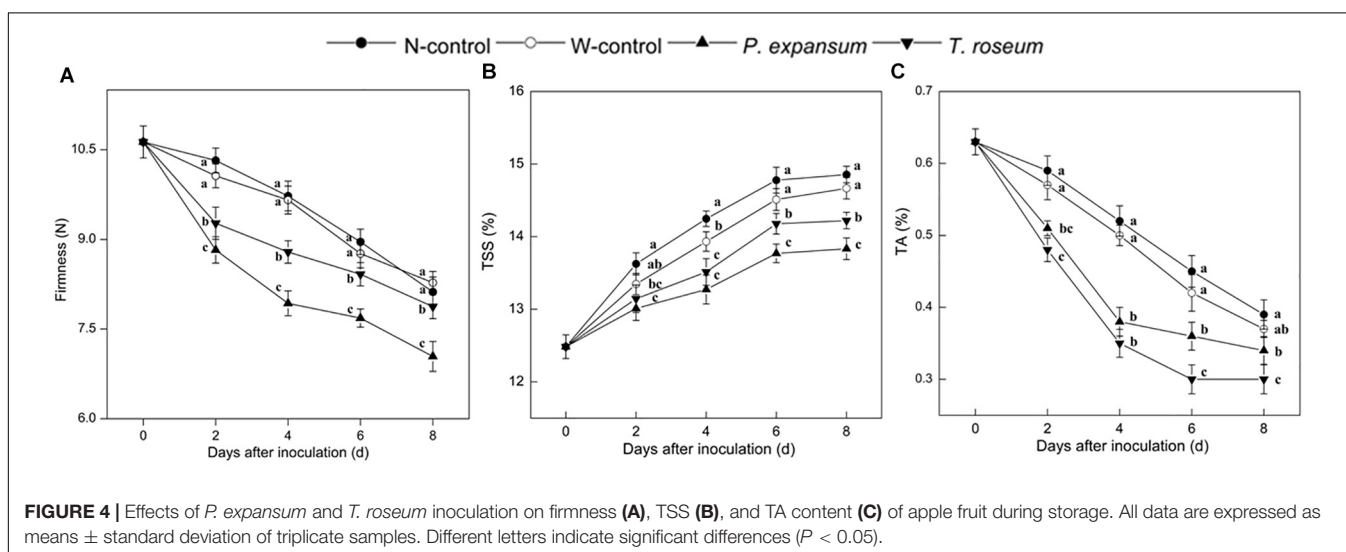 N-control W-control P. expansum T. roseum
A
10.5
9.0
7.5
6.0
Firmness (N)
0 2 4 6 8
Days after inoculation (d)
a
a
b
c
a
a
b
c
a
a
b
c
a
a
b
c
B
16
15
14
13
12
TSS (%)
0 2 4 6 8
Days after inoculation (d)
a
ab
bc
c
a
b
c
c
a
a
b
c
a
a
b
c
C
0.6
0.5
0.4
0.3
TA (%)
0 2 4 6 8
Days after inoculation (d)
a
a
bc
c
a
a
b
b
a
a
b
c
a
ab
b
c
FIGURE 4 | Effects of P. expansum and T. roseum inoculation on firmness (A), TSS (B), and TA content (C) of apple fruit during storage. All data are expressed as
means ± standard deviation of triplicate samples. Different letters indicate significant differences (P < 0.05).